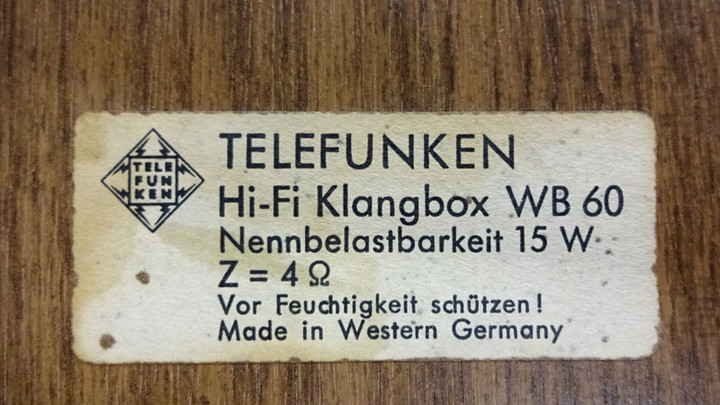 TELE
FUN
KEN
TELEFUNKEN
Hi-Fi Klangbox WB 60
Nennbelastbarkeit 15 W
Z = 4 Ω
Vor Feuchtigkeit schützen!
Made in Western Germany